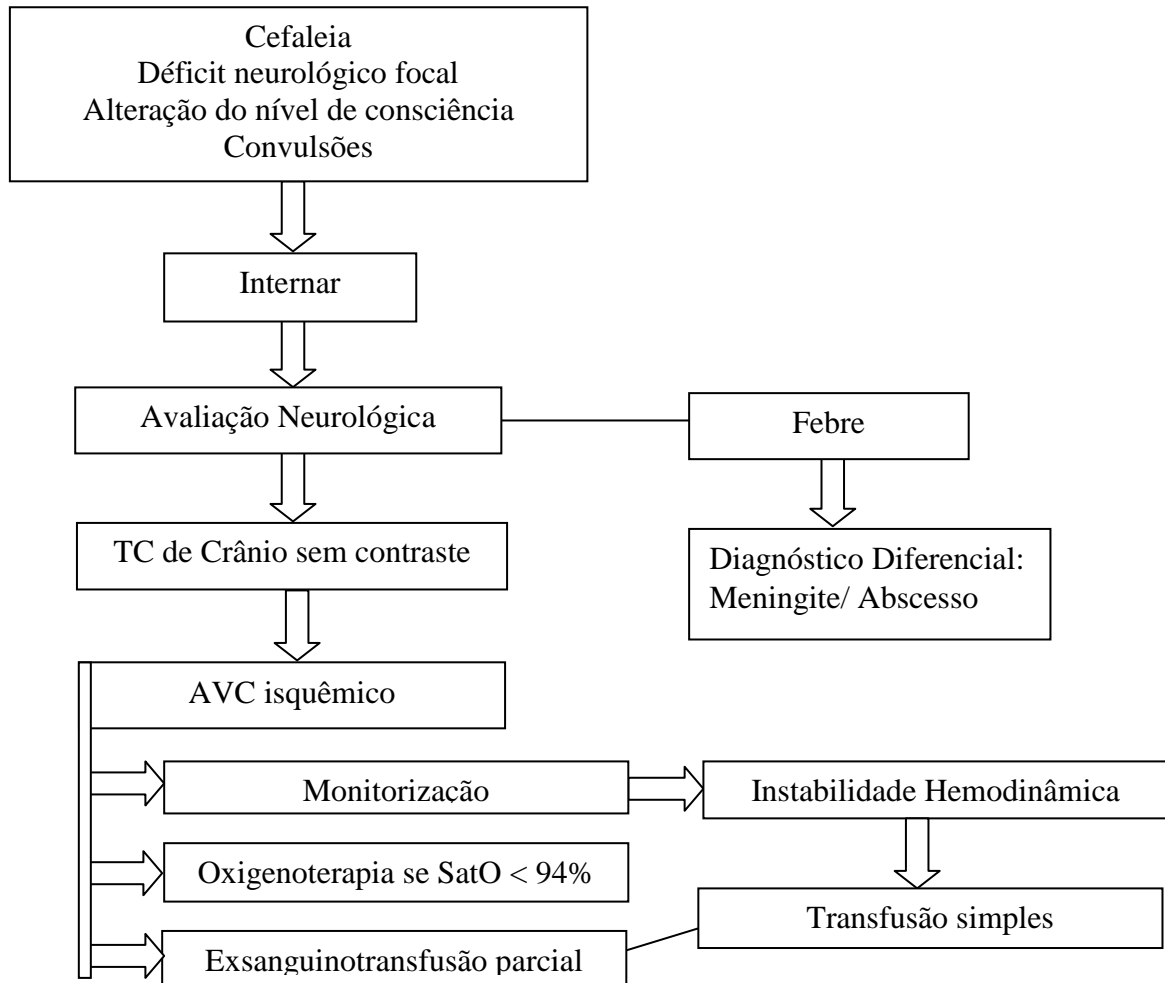 Cefaleia
Déficit neurológico focal
Alteração do nível de consciência
Convulsões
Internar
Avaliação Neurológica
Febre
TC de Crânio sem contraste
Diagnóstico Diferencial:
Meningite/ Abscesso
AVC isquêmico
Monitorização
Instabilidade Hemodinâmica
Oxigenoterapia se SatO < 94%
Transfusão simples
Exsanguinotransfusão parcial